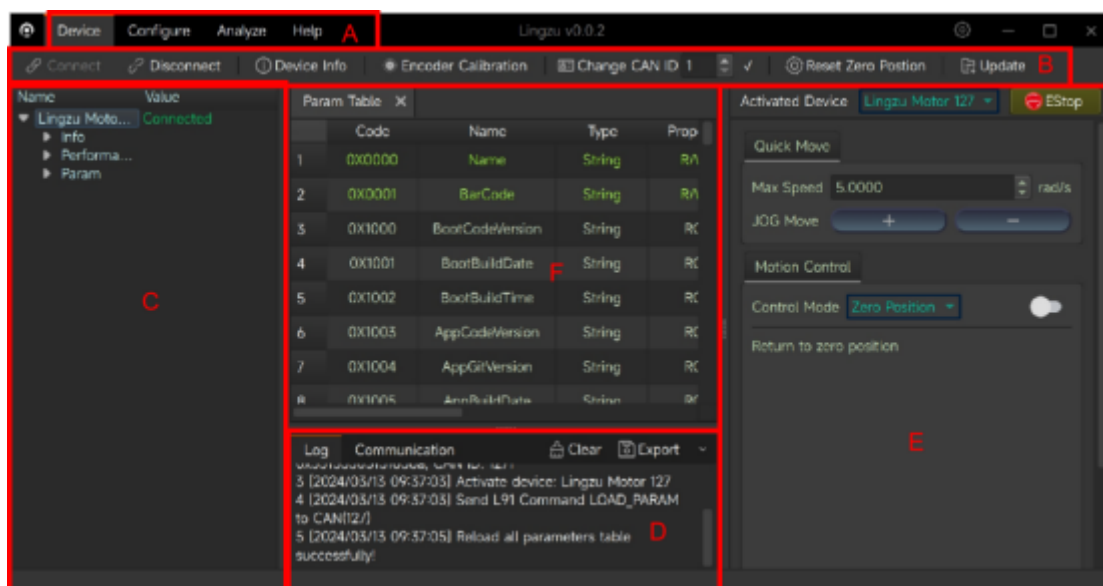 Device Configure Analyze Help A Lingzu v0.0.2
Connect Disconnect Device Info Encoder Calibration Change CAN ID 1 Reset Zero Postion Update B
Name Value
Lingzu Moto... Connected
Info
Performa...
Param
C
Param Table
Code Name Type Prop
1 0X0000 Name String
2 0X0001 BarCode String
3 0X1000 BootCodeVersion String
4 0X1001 BootBuildDate String
5 0X1002 BootBuildTime String
6 0X1003 AppCodeVersion String
7 0X1004 AppGitVersion String
8 0X1005 AppBuildDate String
F
Log Communication Clear Export
3 [2024/03/13 09:37:03] Activate device: Lingzu Motor 127
4 [2024/03/13 09:37:03] Send L91 Command LOAD_PARAM
to CAN(127)
5 [2024/03/13 09:37:05] Reload all parameters table
successfully!
D
Activated Device Lingzu Motor 127 EStop
Quick Move
Max Speed 5.0000 rad/s
JOG Move + −
Motion Control
Control Mode Zero Position
Return to zero position
E